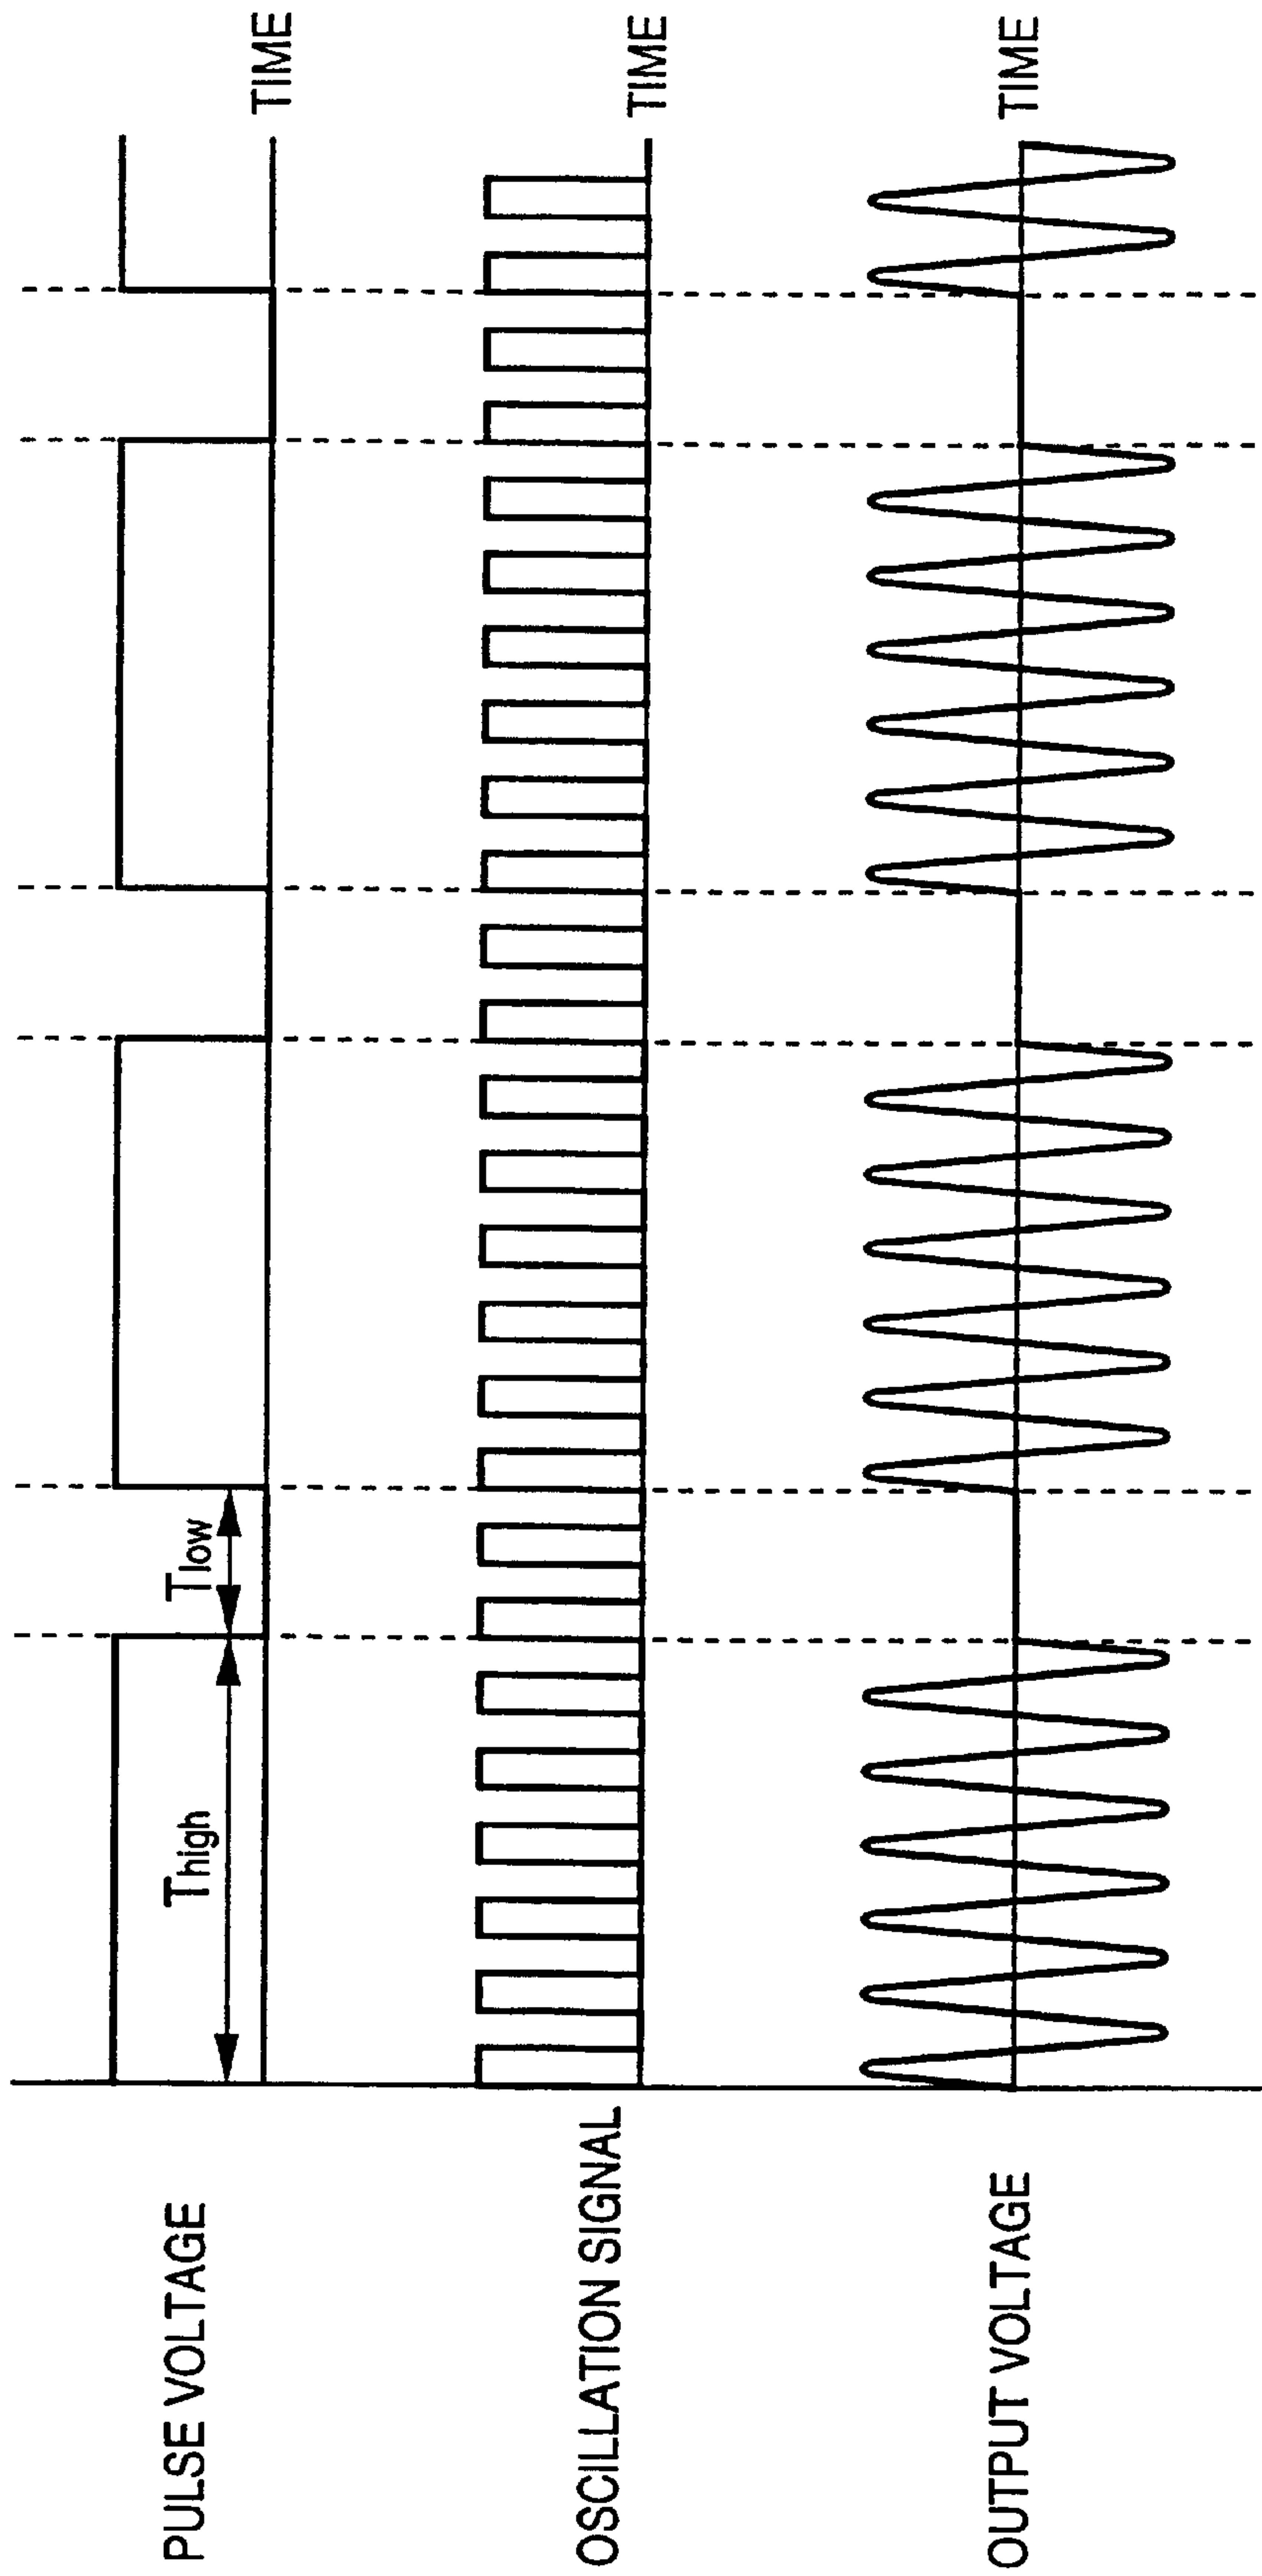 PULSE VOLTAGE
Thigh
Tlow
TIME
OSCILLATION SIGNAL
TIME
OUTPUT VOLTAGE
TIME